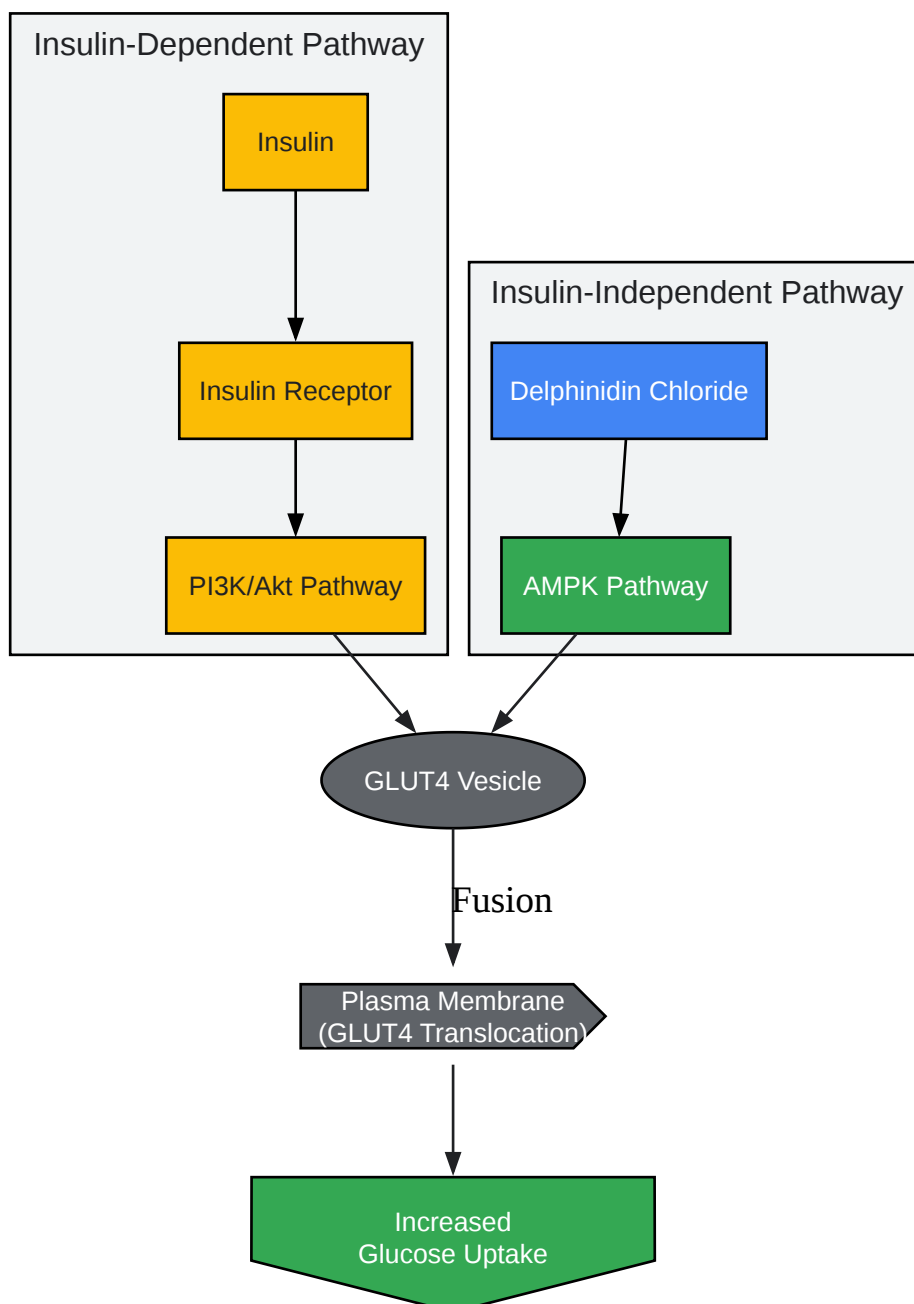 Insulin-Dependent Pathway
Insulin
Insulin-Independent Pathway
Insulin Receptor
Delphinidin Chloride
PI3K/Akt Pathway
AMPK Pathway
GLUT4 Vesicle
Fusion
Plasma Membrane
(GLUT4 Translocation)
Increased
Glucose Uptake